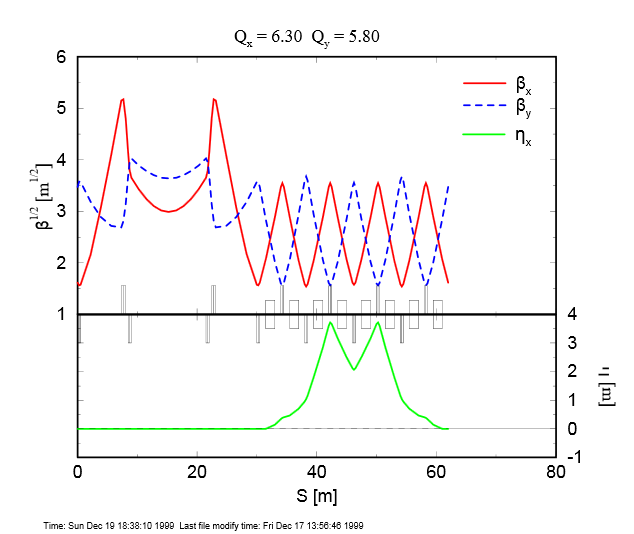 Qx = 6.30 Qy = 5.80
6
5
4
3
2
1
β^1/2 [m^1/2]
βx
βy
ηx
4
3
2
1
0
-1
η [m]
0 20 40 60 80
S [m]
Time: Sun Dec 19 18:38:10 1999 Last file modify time: Fri Dec 17 13:56:46 1999